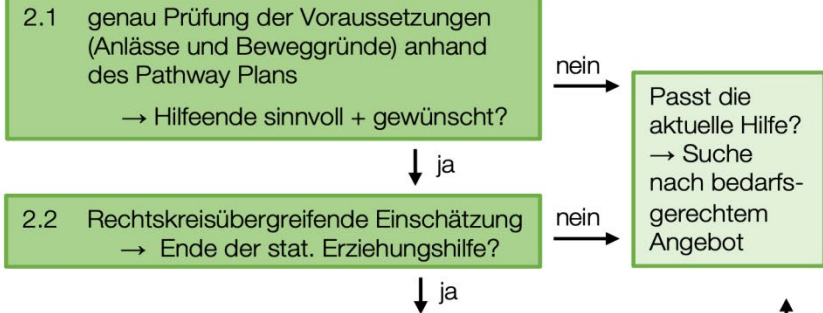 2.1 genau Prüfung der Voraussetzungen
(Anlässe und Beweggründe) anhand
des Pathway Plans
→ Hilfeende sinnvoll + gewünscht?
nein
Passt die
aktuelle Hilfe?
→ Suche
nach bedarfs-
gerechtem
Angebot
ja
2.2 Rechtskreisübergreifende Einschätzung
→ Ende der stat. Erziehungshilfe?
nein
ja